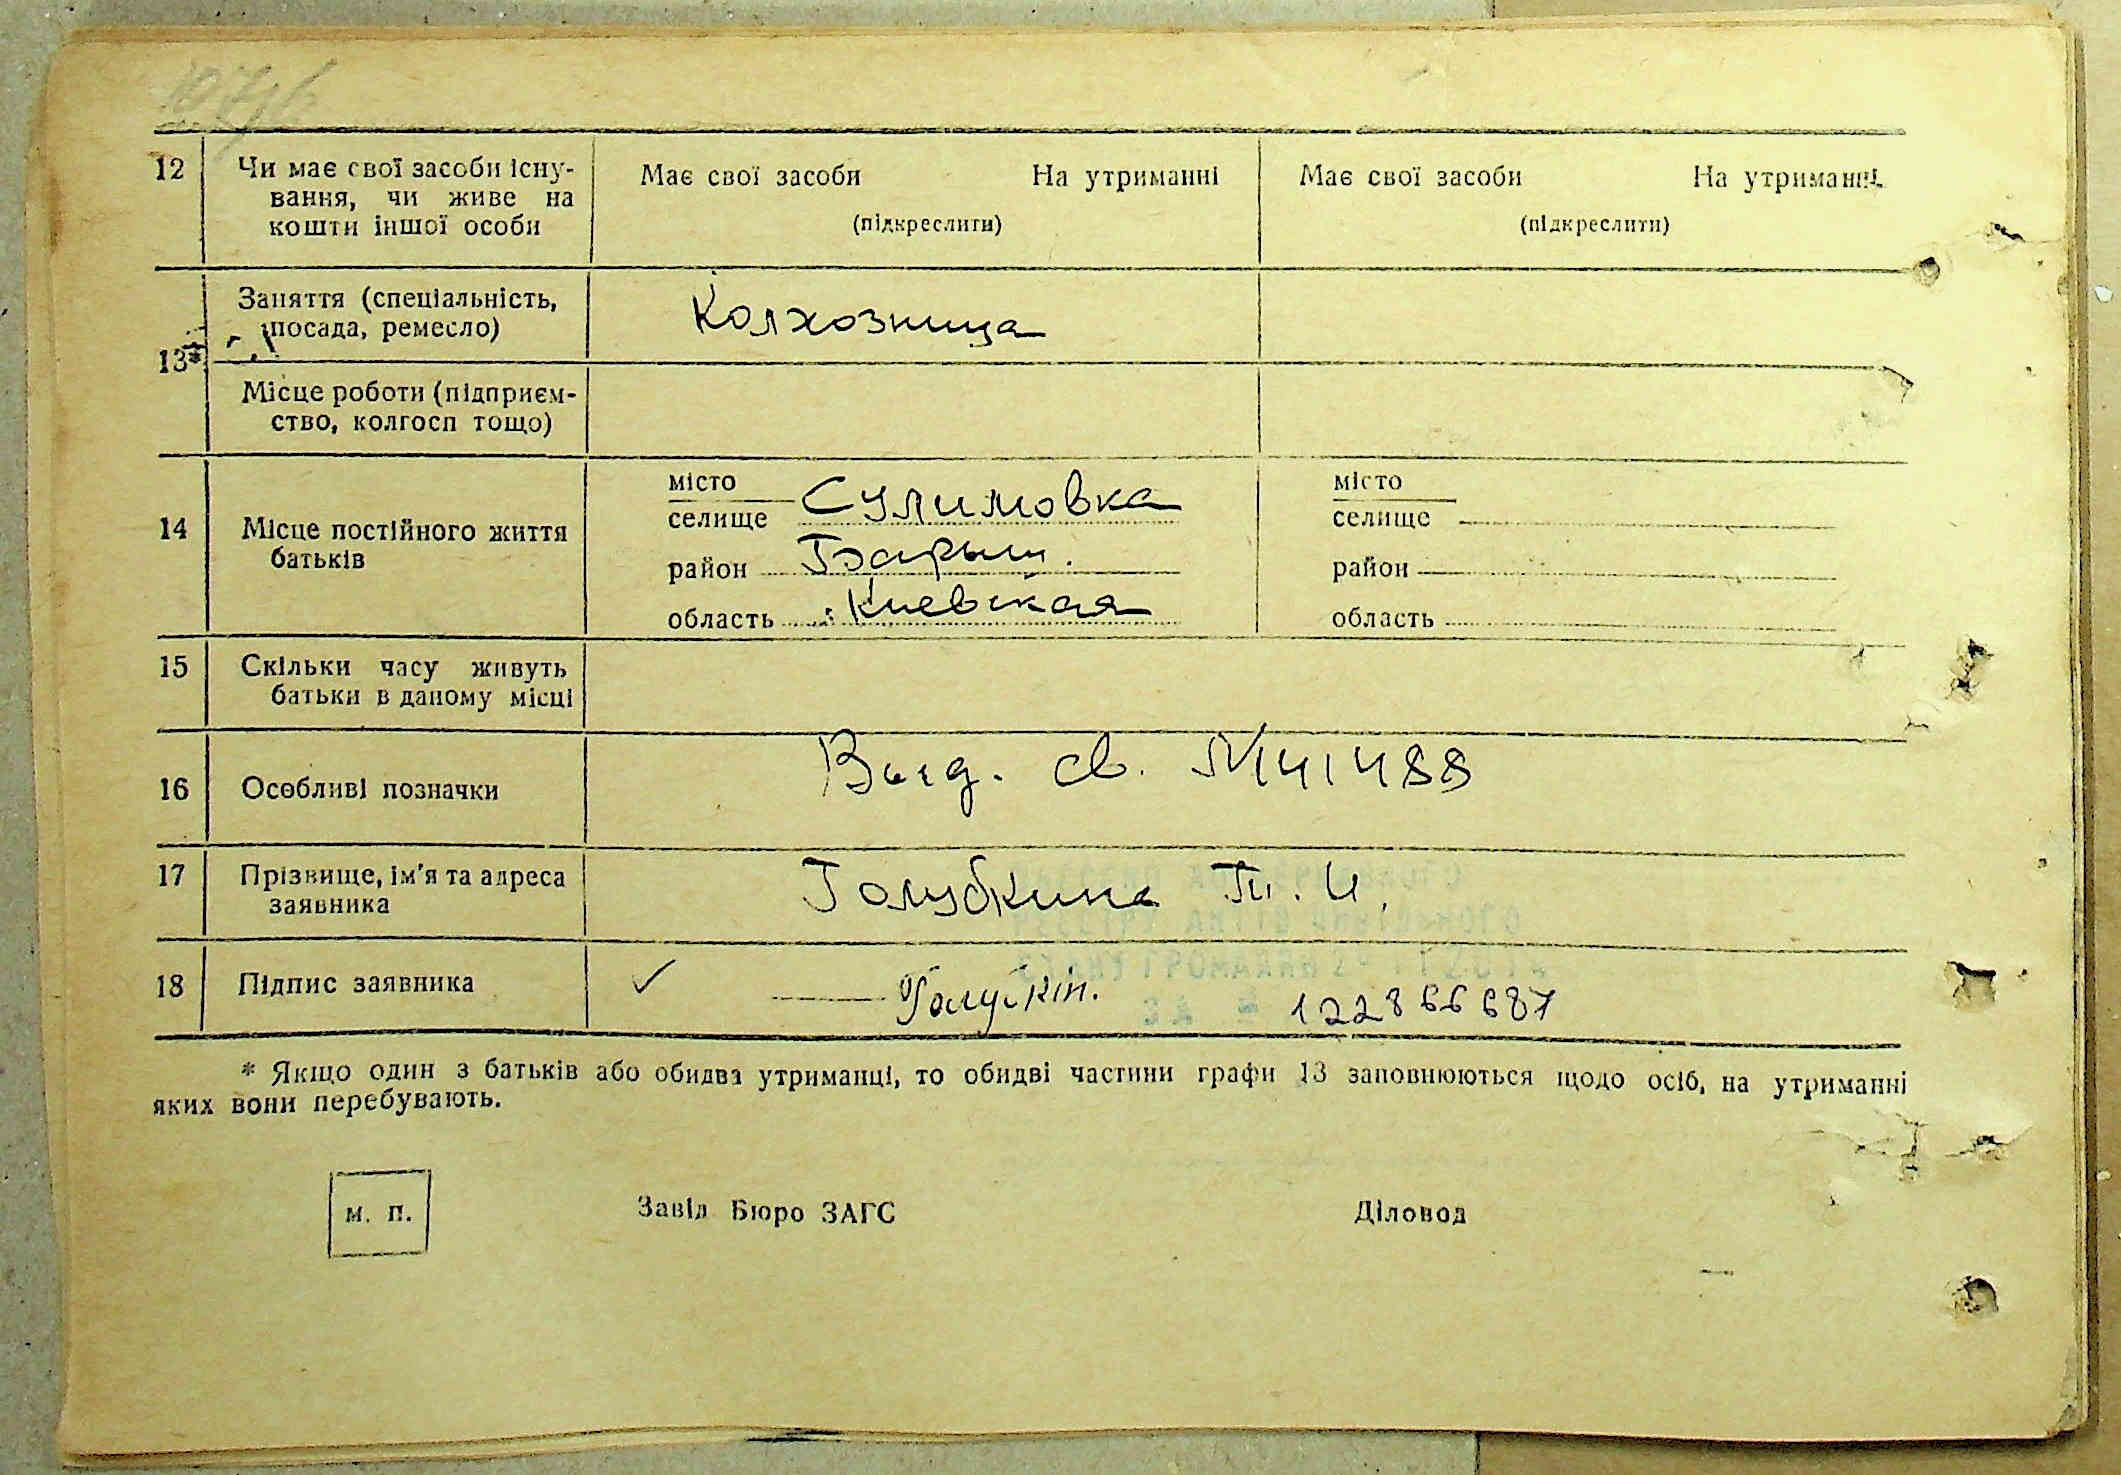 12 Чи має свої засоби існу- Має свої засоби На утриманні Має свої засоби На утриманні
вання, чи живе на
кошти іншої особи (підкреслити) (підкреслити)
Заняття (спеціальність, Колхозница
посада, ремесло)
13*
Місце роботи (підприєм-
ство, колгосп тощо)
місто місто
селище Сулимовка селище
14 Місце постійного життя
батьків
район Барыш. район
область Киевская область
15 Скільки часу живуть
батьки в даному місці
16 Особливі позначки Выд. св. №141488
17 Прізвище, ім'я та адреса Голубкина И.
заявника
18 Підпис заявника ✓ 122866687
* Якщо один з батьків або обидва утриманці, то обидві частини графи 13 заповнюються щодо осіб, на утриманні
яких вони перебувають.
М. П. Завід Бюро ЗАГС Діловод